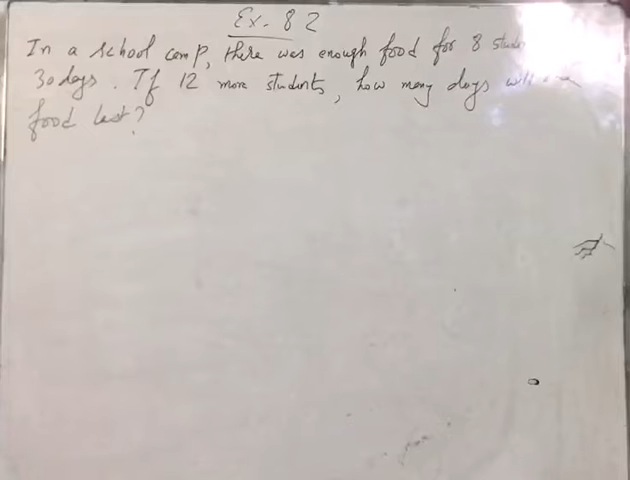 Ex. 8 2
In a school camp, there was enough food for 8
30 days. If 12 more students, how many days will
food last?